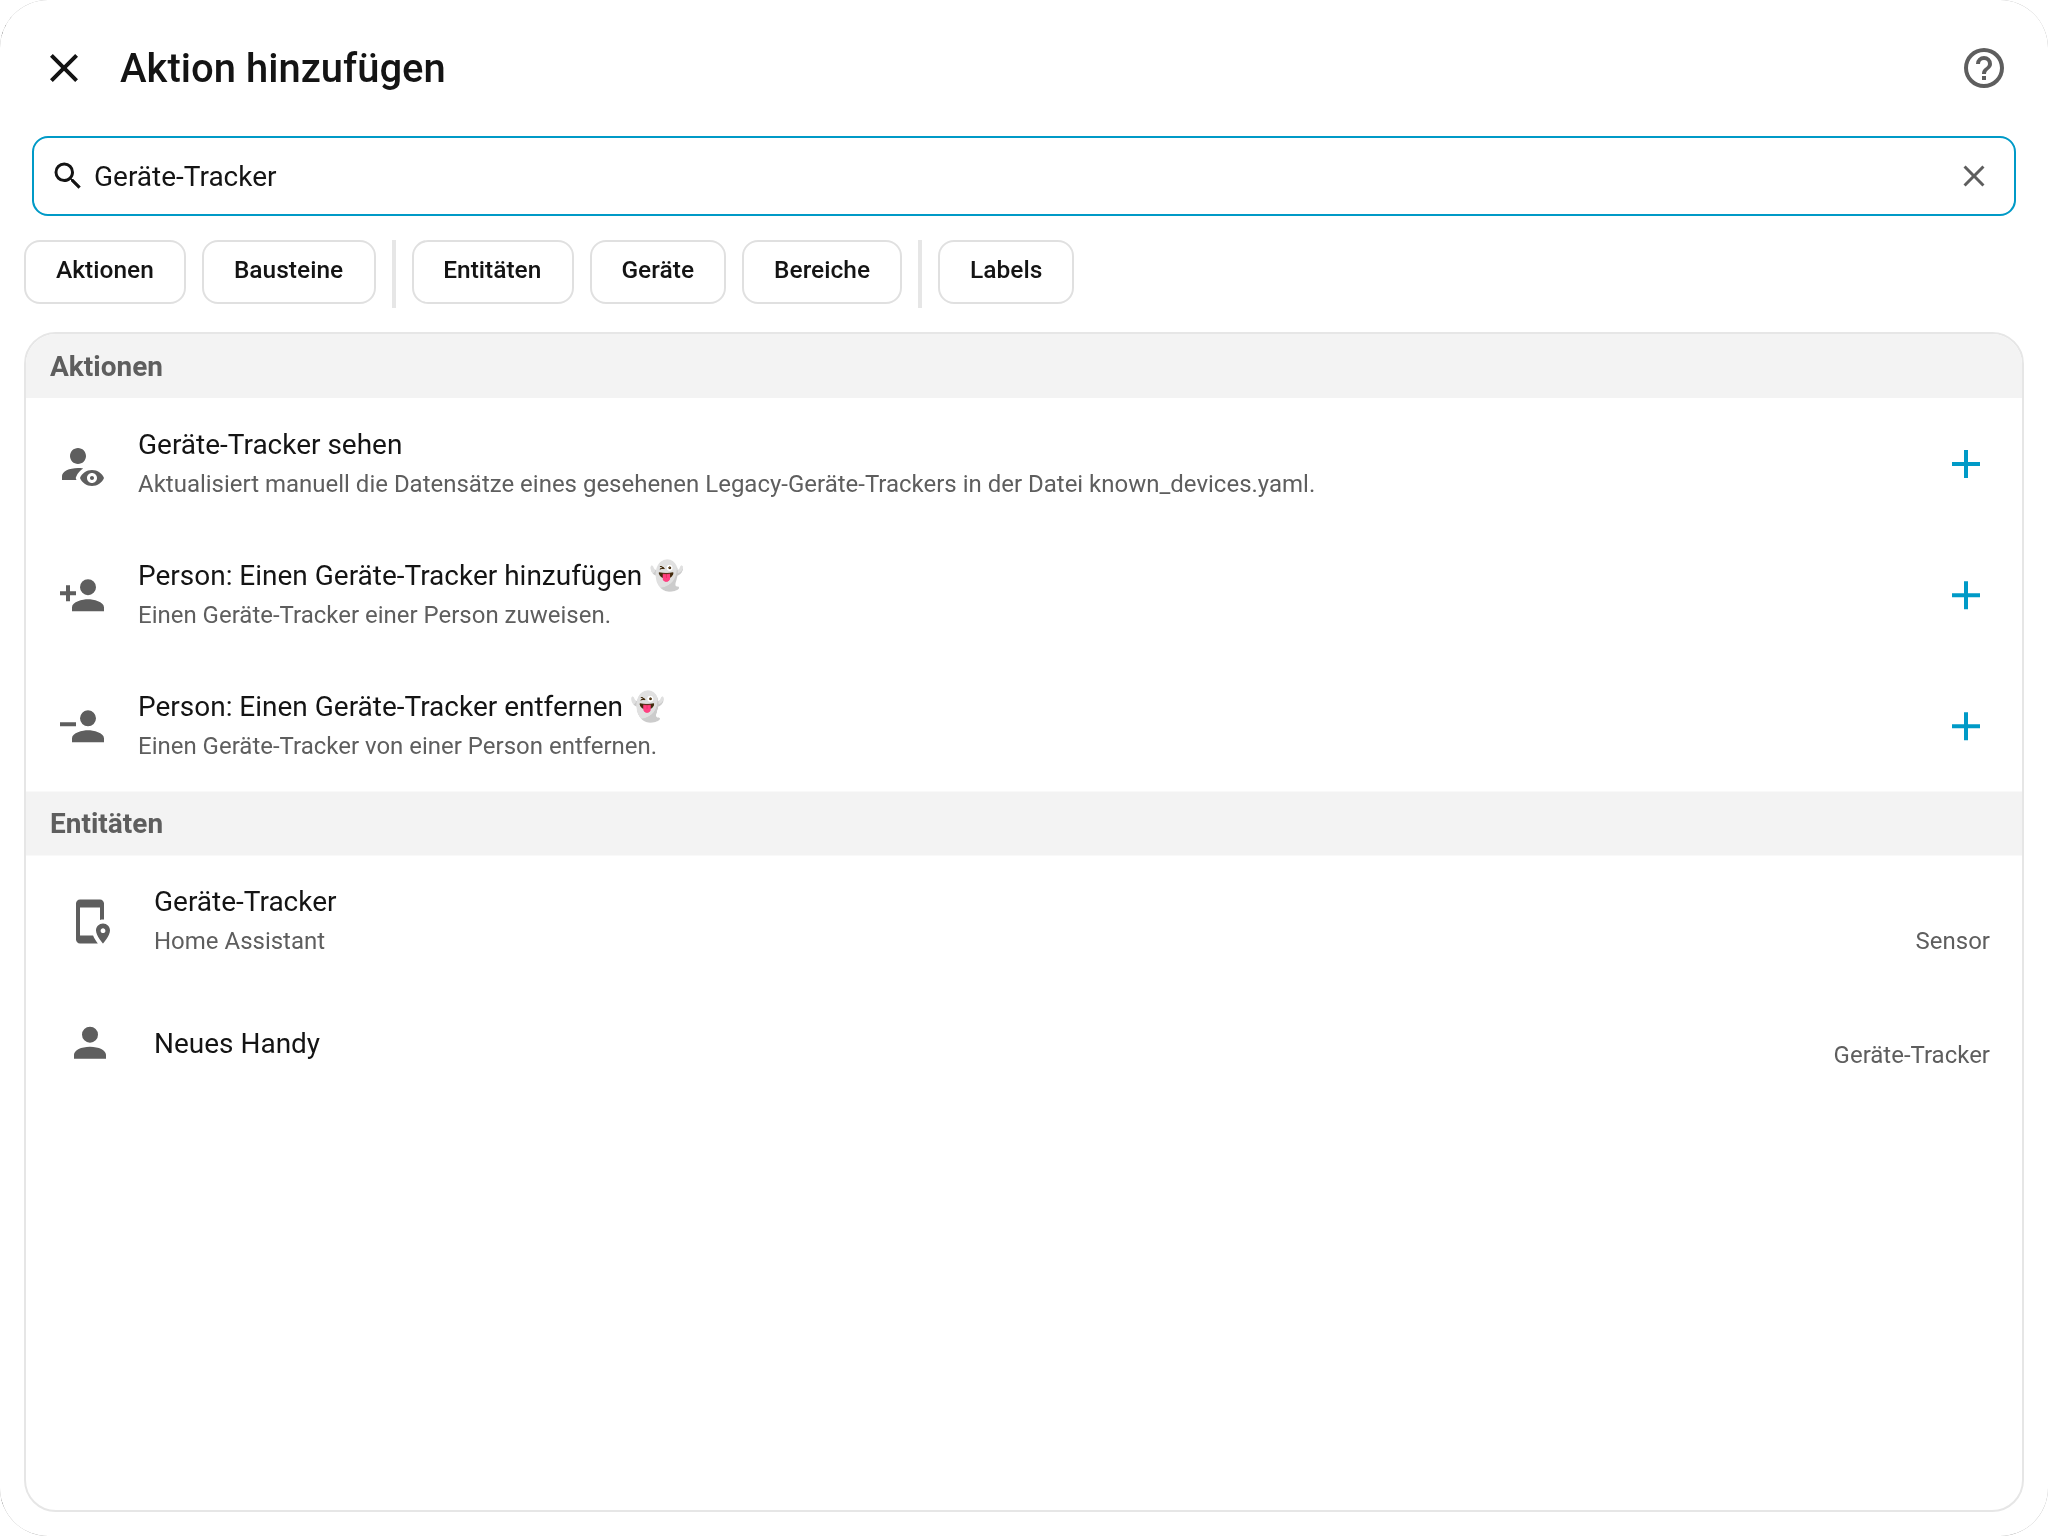 Aktion hinzufügen
Geräte-Tracker
Aktionen
Bausteine
Entitäten
Geräte
Bereiche
Labels
Aktionen
Geräte-Tracker sehen
Aktualisiert manuell die Datensätze eines gesehenen Legacy-Geräte-Trackers in der Datei known_devices.yaml.
Person: Einen Geräte-Tracker hinzufügen 👻
Einen Geräte-Tracker einer Person zuweisen.
Person: Einen Geräte-Tracker entfernen 👻
Einen Geräte-Tracker von einer Person entfernen.
Entitäten
Geräte-Tracker
Home Assistant
Sensor
Neues Handy
Geräte-Tracker